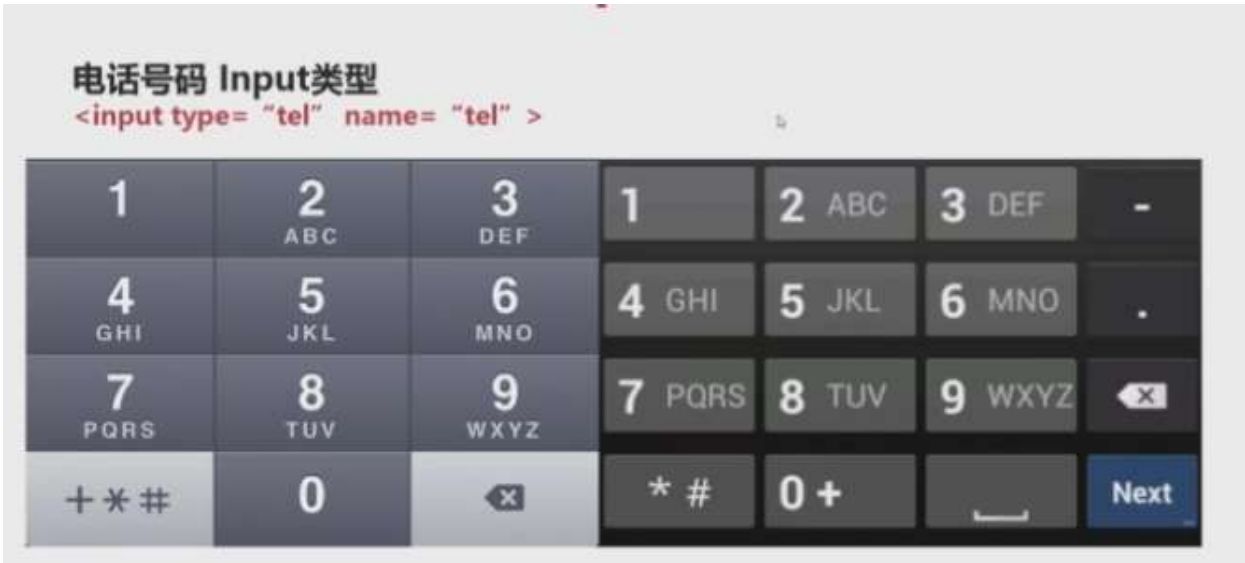 电话号码 Input类型
<input type= “tel” name= “tel” >
1 2 3 1 2 ABC 3 DEF -
ABC DEF
4 5 6 4 GHI 5 JKL 6 MNO .
GHI JKL MNO
7 8 9 7 PQRS 8 TUV 9 WXYZ
PQRS TUV WXYZ
+*# 0 * # 0 + Next